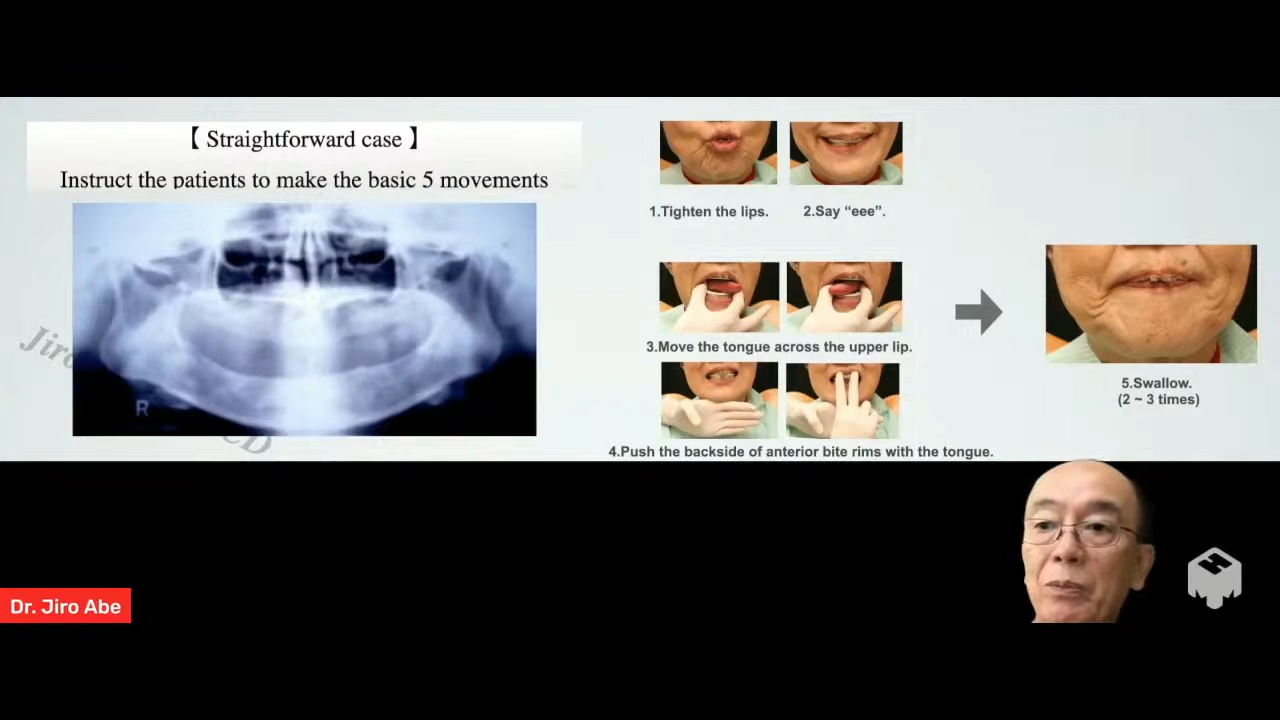 【 Straightforward case 】
Instruct the patients to make the basic 5 movements
R
Jiro
CD
1.Tighten the lips.
2.Say “eee”.
3.Move the tongue across the upper lip.
4.Push the backside of anterior bite rims with the tongue.
5.Swallow.
(2 ~ 3 times)
Dr. Jiro Abe